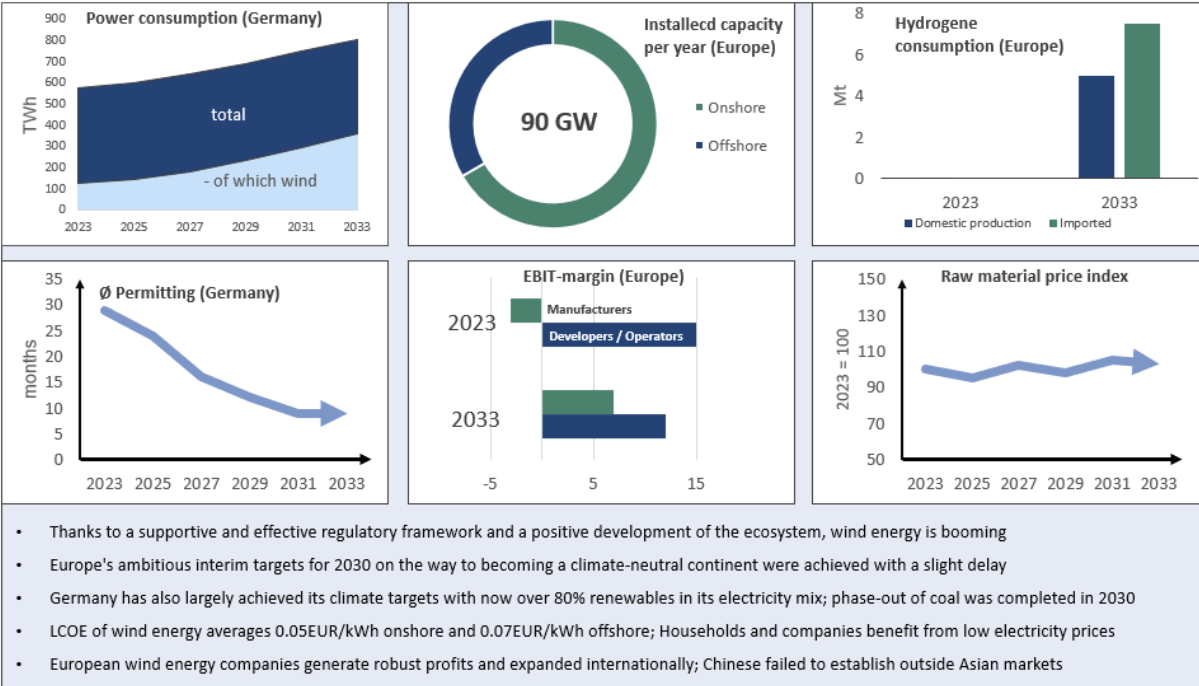 Power consumption (Germany)
900
800
700
600
500
400
300
200
100
0
TWh
total
- of which wind
2023 2025 2027 2029 2031 2033
Installecd capacity
per year (Europe)
90 GW
Onshore
Offshore
Hydrogene
consumption (Europe)
8
6
4
2
0
Mt
2023 2033
Domestic production Imported
Ø Permitting (Germany)
35
30
25
20
15
10
5
0
months
2023 2025 2027 2029 2031 2033
EBIT-margin (Europe)
2023
Manufacturers
Developers / Operators
2033
-5 5 15
Raw material price index
150
130
110
90
70
50
2023 = 100
2023 2025 2027 2029 2031 2033
• Thanks to a supportive and effective regulatory framework and a positive development of the ecosystem, wind energy is booming
• Europe's ambitious interim targets for 2030 on the way to becoming a climate-neutral continent were achieved with a slight delay
• Germany has also largely achieved its climate targets with now over 80% renewables in its electricity mix; phase-out of coal was completed in 2030
• LCOE of wind energy averages 0.05EUR/kWh onshore and 0.07EUR/kWh offshore; Households and companies benefit from low electricity prices
• European wind energy companies generate robust profits and expanded internationally; Chinese failed to establish outside Asian markets